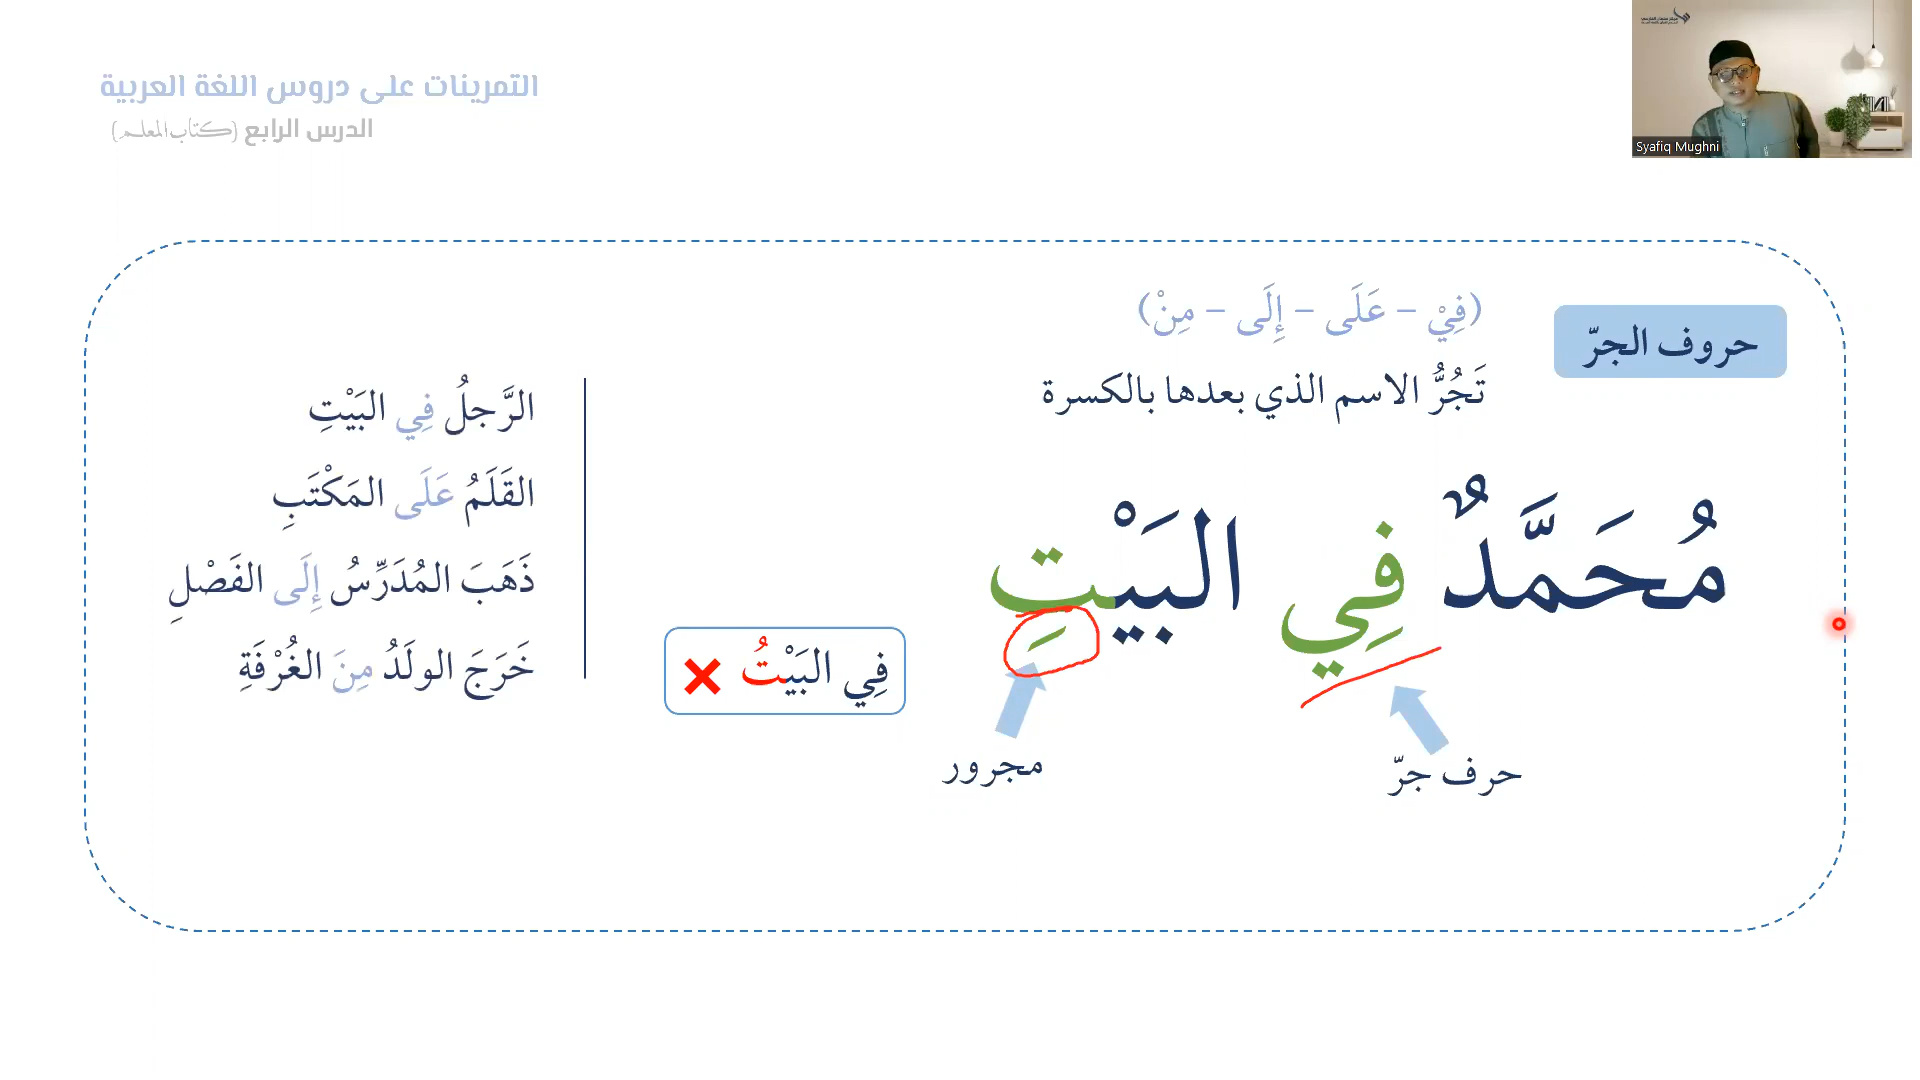 التمرينات على دروس اللغة العربية
الدرس الرابع (كتاب المعلم)
Syafiq Mughni
حروف الجرّ
(فِيْ – عَلَى – إِلَى – مِنْ)
تَجُرُّ الاسم الذي بعدها بالكسرة
مُحَمَّدٌ فِي البَيْتِ
حرف جرّ
مجرور
فِي البَيْتُ ×
الرَّجلُ فِي البَيْتِ
القَلَمُ عَلَى المَكْتَبِ
ذَهَبَ المُدَرِّسُ إِلَى الفَصْلِ
خَرَجَ الولَدُ مِنَ الغُرْفَةِ